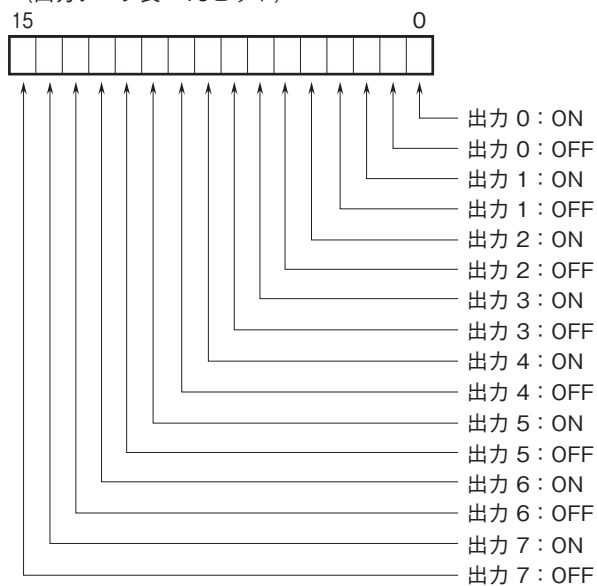 15 0
出力 0：ON
出力 0：OFF
出力 1：ON
出力 1：OFF
出力 2：ON
出力 2：OFF
出力 3：ON
出力 3：OFF
出力 4：ON
出力 4：OFF
出力 5：ON
出力 5：OFF
出力 6：ON
出力 6：OFF
出力 7：ON
出力 7：OFF